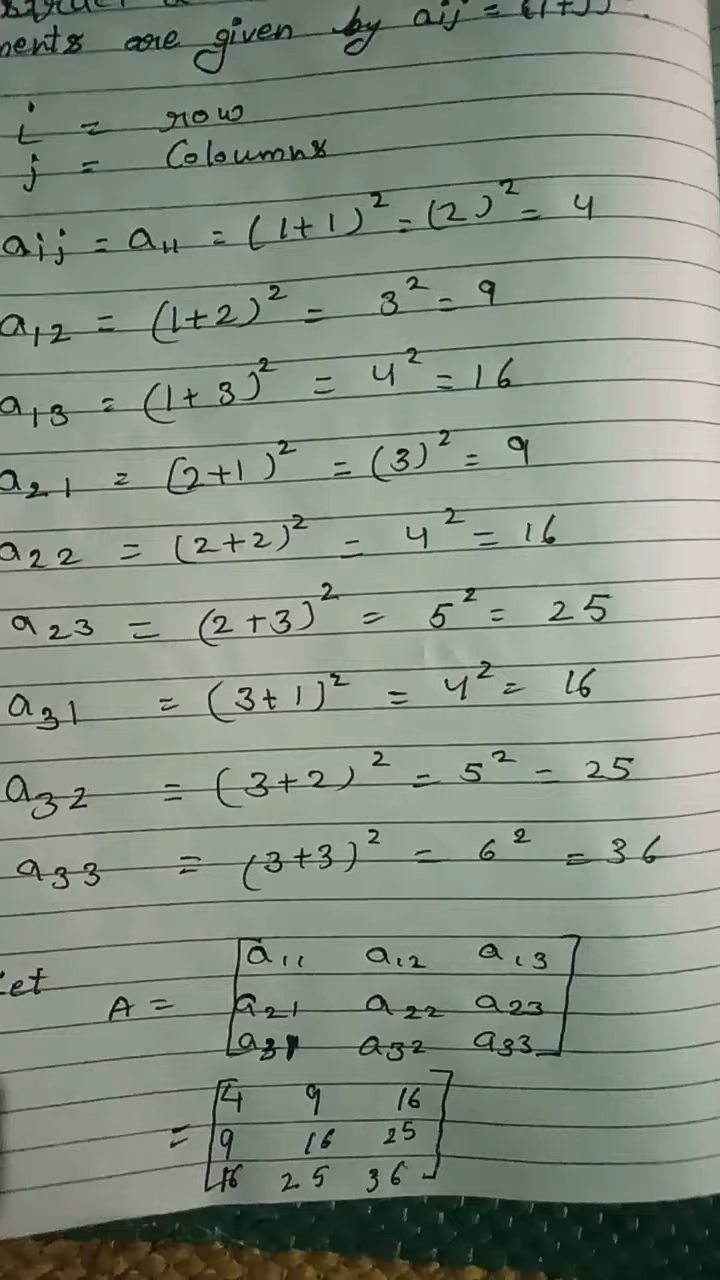 are given by aij = (i+j)
i = row
j = Coloumns
aij = a11 = (1+1)² = (2)² = 4
a12 = (1+2)² = 3² = 9
a13 = (1+3)² = 4² = 16
a21 = (2+1)² = (3)² = 9
a22 = (2+2)² = 4² = 16
a23 = (2+3)² = 5² = 25
a31 = (3+1)² = 4² = 16
a32 = (3+2)² = 5² = 25
a33 = (3+3)² = 6² = 36
a11 a12 a13
Let A = a21 a22 a23
a31 a32 a33
4 9 16
= 9 16 25
16 25 36